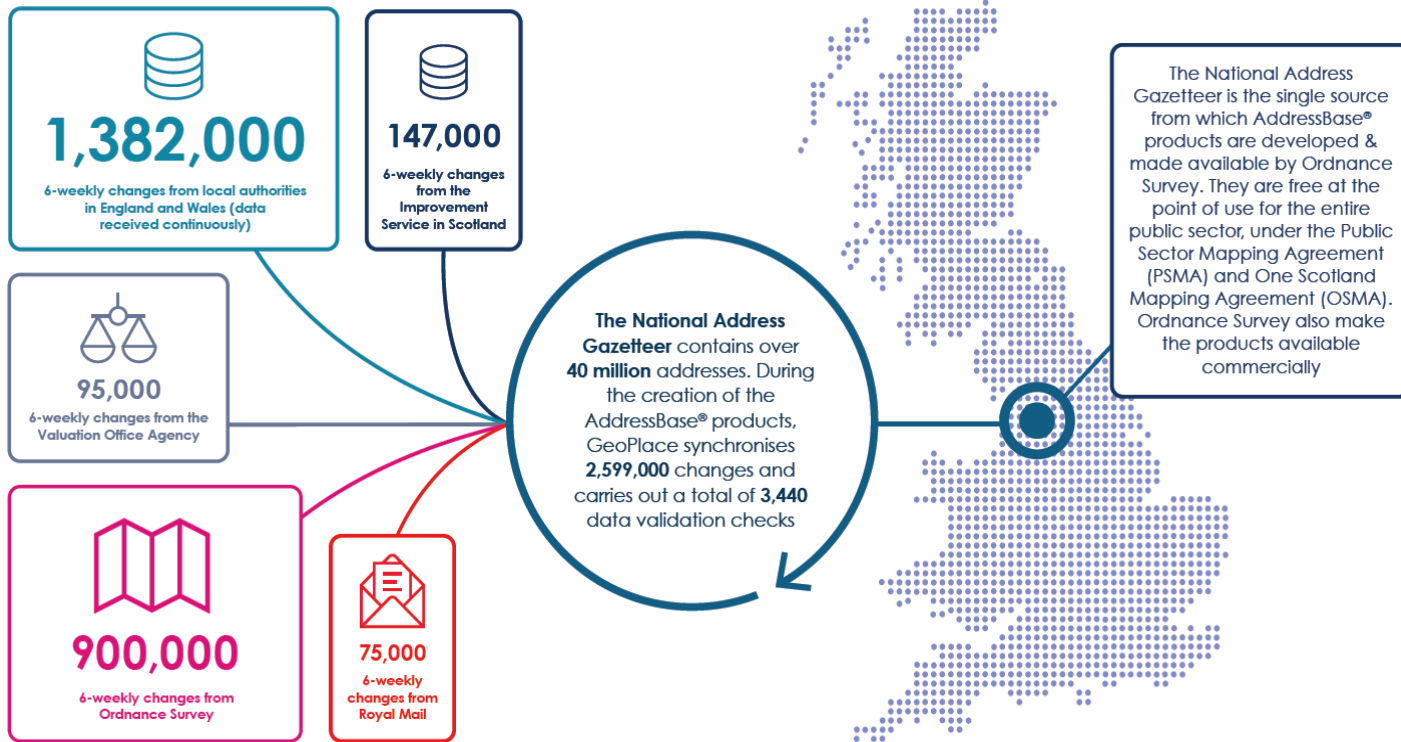 1,382,000
6-weekly changes from local authorities
in England and Wales (data
received continuously)
147,000
6-weekly changes
from the
Improvement
Service in Scotland
95,000
6-weekly changes from the
Valuation Office Agency
900,000
6-weekly changes from
Ordnance Survey
75,000
6-weekly
changes from
Royal Mail
The National Address
Gazetteer contains over
40 million addresses. During
the creation of the
AddressBase® products,
GeoPlace synchronises
2,599,000 changes and
carries out a total of 3,440
data validation checks
The National Address
Gazetteer is the single source
from which AddressBase®
products are developed &
made available by Ordnance
Survey. They are free at the
point of use for the entire
public sector, under the Public
Sector Mapping Agreement
(PSMA) and One Scotland
Mapping Agreement (OSMA).
Ordnance Survey also make
the products available
commercially